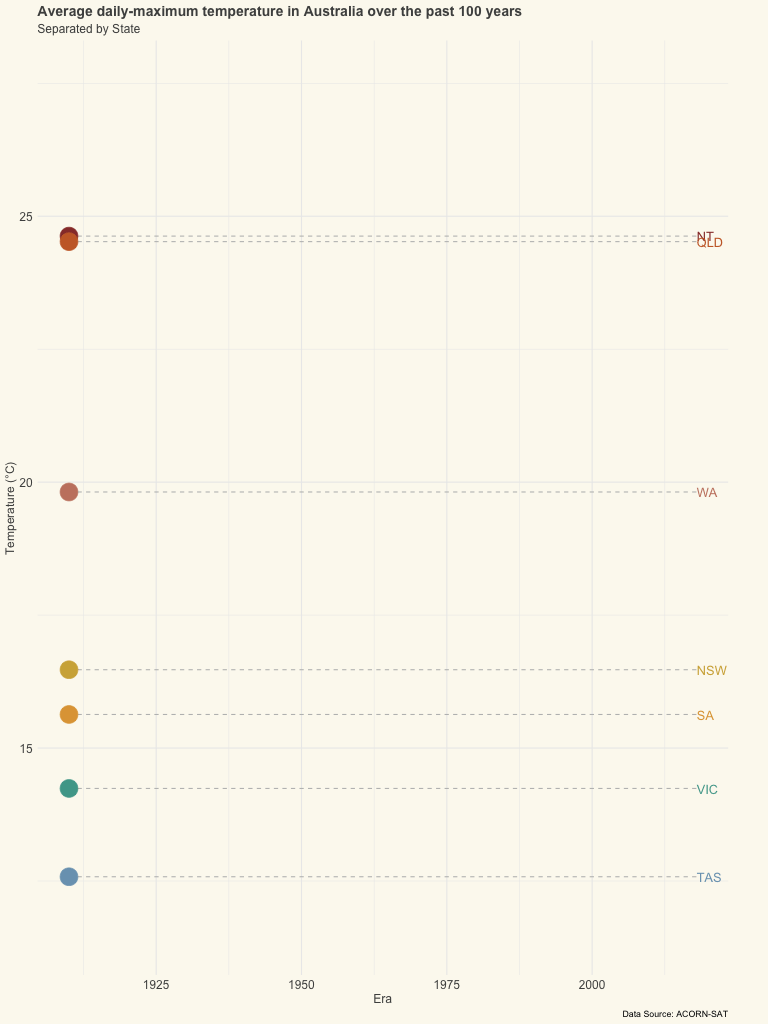 Average daily-maximum temperature in Australia over the past 100 years
Separated by State
25
NT
QLD
20
WA
Temperature (°C)
NSW
SA
15
VIC
TAS
1925 1950 1975 2000
Era
Data Source: ACORN-SAT